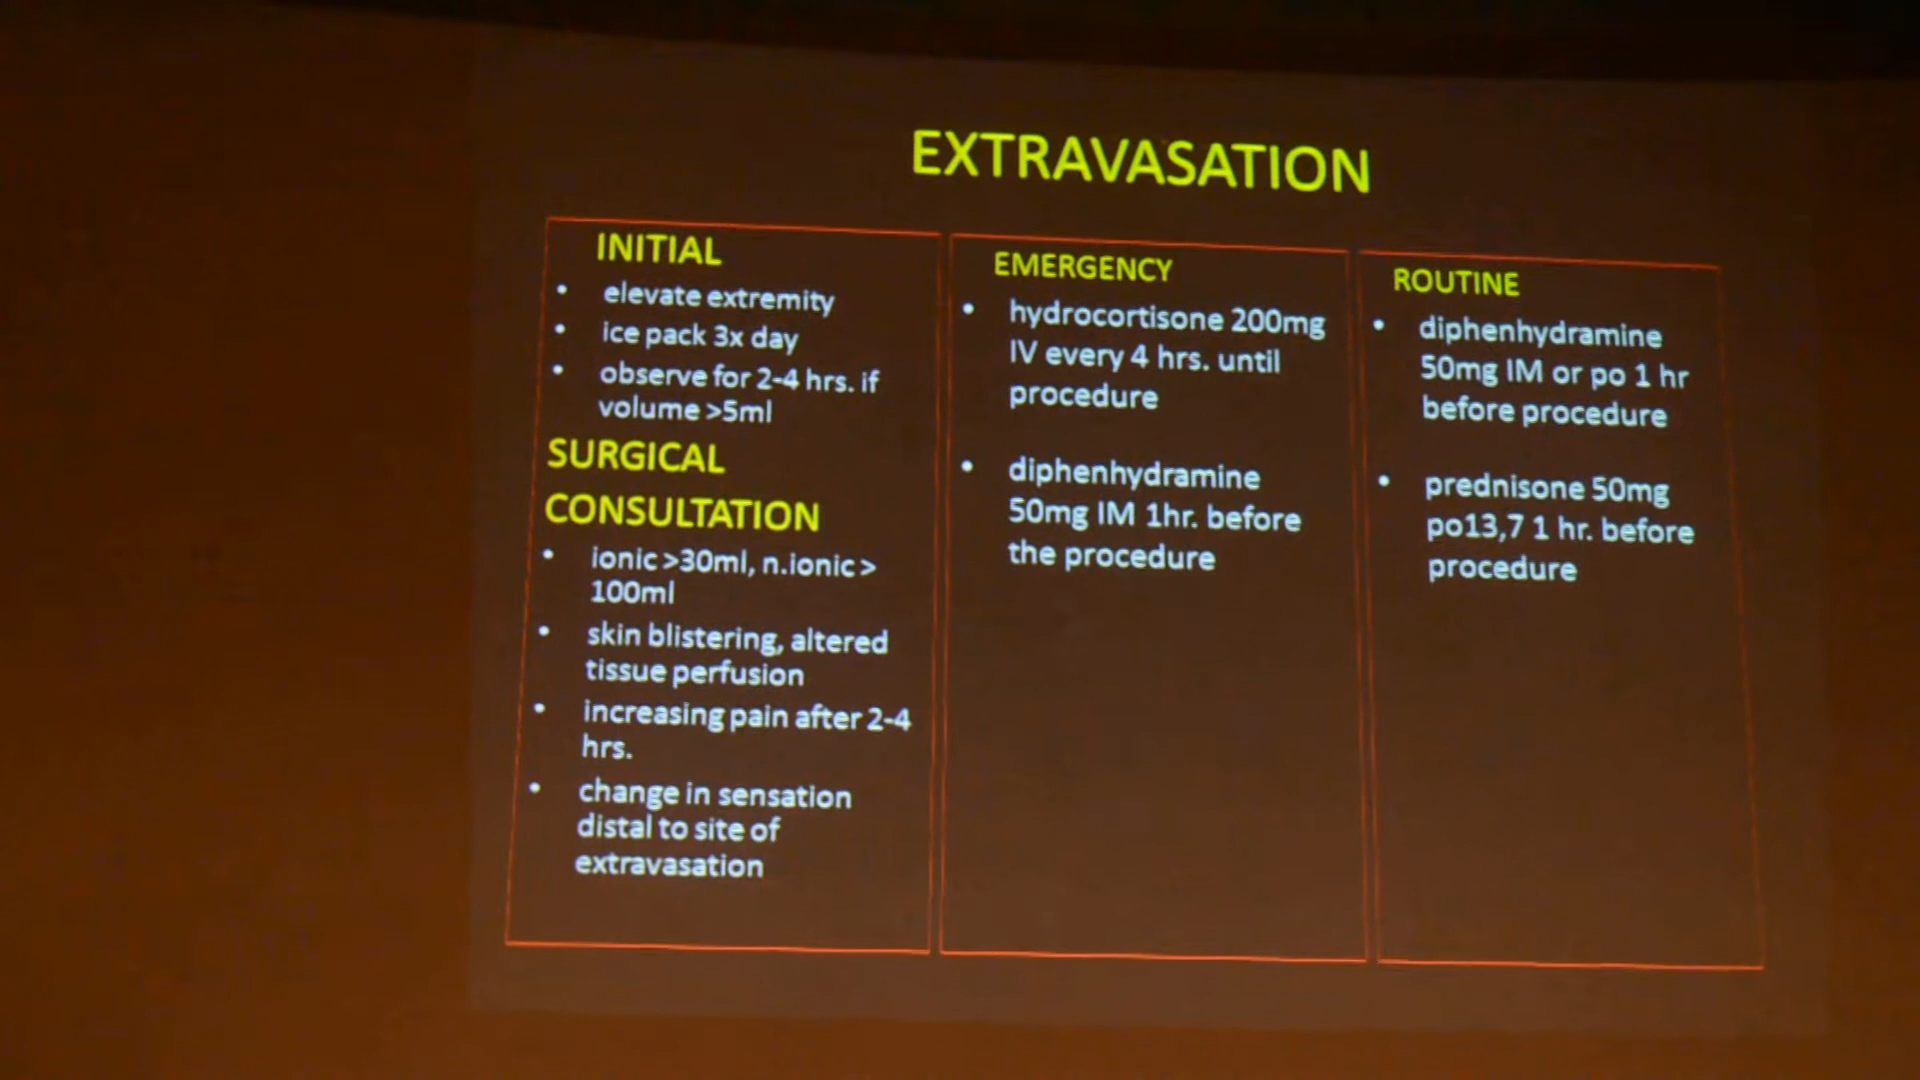 EXTRAVASATION
INITIAL
• elevate extremity
• ice pack 3x day
• observe for 2-4 hrs. if
volume >5ml
SURGICAL
CONSULTATION
• ionic >30ml, n.ionic >
100ml
• skin blistering, altered
tissue perfusion
• increasing pain after 2-4
hrs.
• change in sensation
distal to site of
extravasation
EMERGENCY
• hydrocortisone 200mg
IV every 4 hrs. until
procedure
• diphenhydramine
50mg IM 1hr. before
the procedure
ROUTINE
• diphenhydramine
50mg IM or po 1 hr
before procedure
• prednisone 50mg
po13,7 1 hr. before
procedure